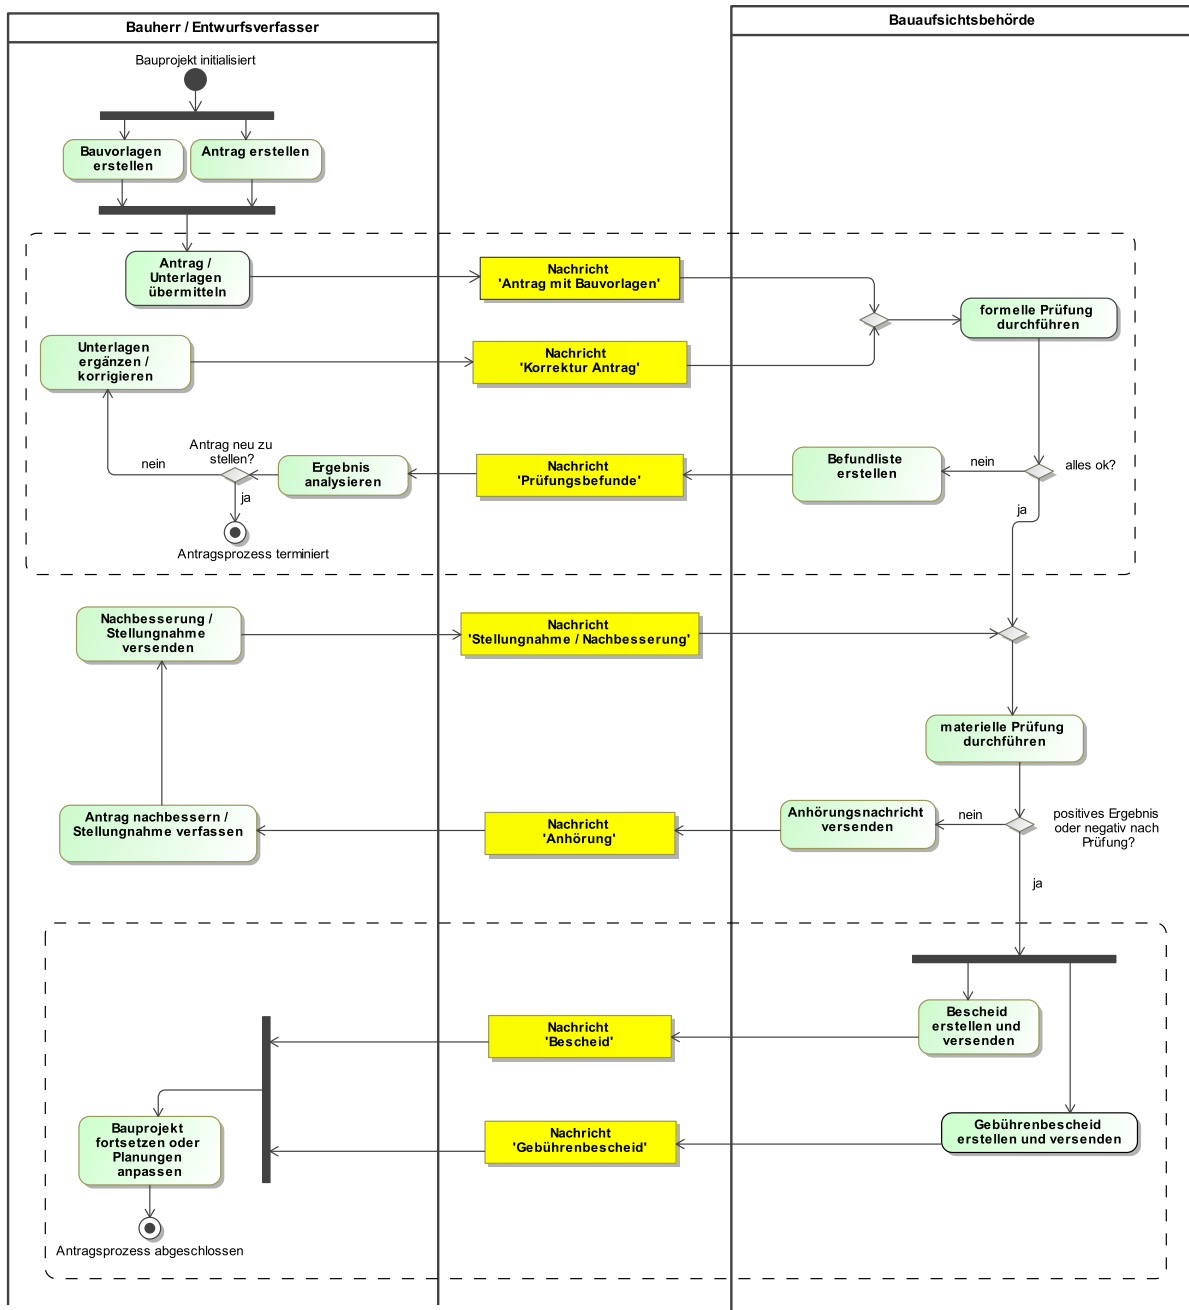 Bauherr / Entwurfsverfasser
Bauaufsichtsbehörde
Bauprojekt initialisiert
Bauvorlagen
erstellen
Antrag erstellen
Antrag /
Unterlagen
übermitteln
Nachricht
'Antrag mit Bauvorlagen'
formelle Prüfung
durchführen
Unterlagen
ergänzen /
korrigieren
Nachricht
'Korrektur Antrag'
Antrag neu zu
stellen?
nein
ja
Ergebnis
analysieren
Nachricht
'Prüfungsbefunde'
Befundliste
erstellen
nein
alles ok?
ja
Antragsprozess terminiert
Nachbesserung /
Stellungnahme
versenden
Nachricht
'Stellungnahme / Nachbesserung'
materielle Prüfung
durchführen
Antrag nachbessern /
Stellungnahme verfassen
Nachricht
'Anhörung'
Anhörungsnachricht
versenden
nein
positives Ergebnis
oder negativ nach
Prüfung?
ja
Bescheid
erstellen und
versenden
Nachricht
'Bescheid'
Bauprojekt
fortsetzen oder
Planungen
anpassen
Nachricht
'Gebührenbescheid'
Gebührenbescheid
erstellen und versenden
Antragsprozess abgeschlossen